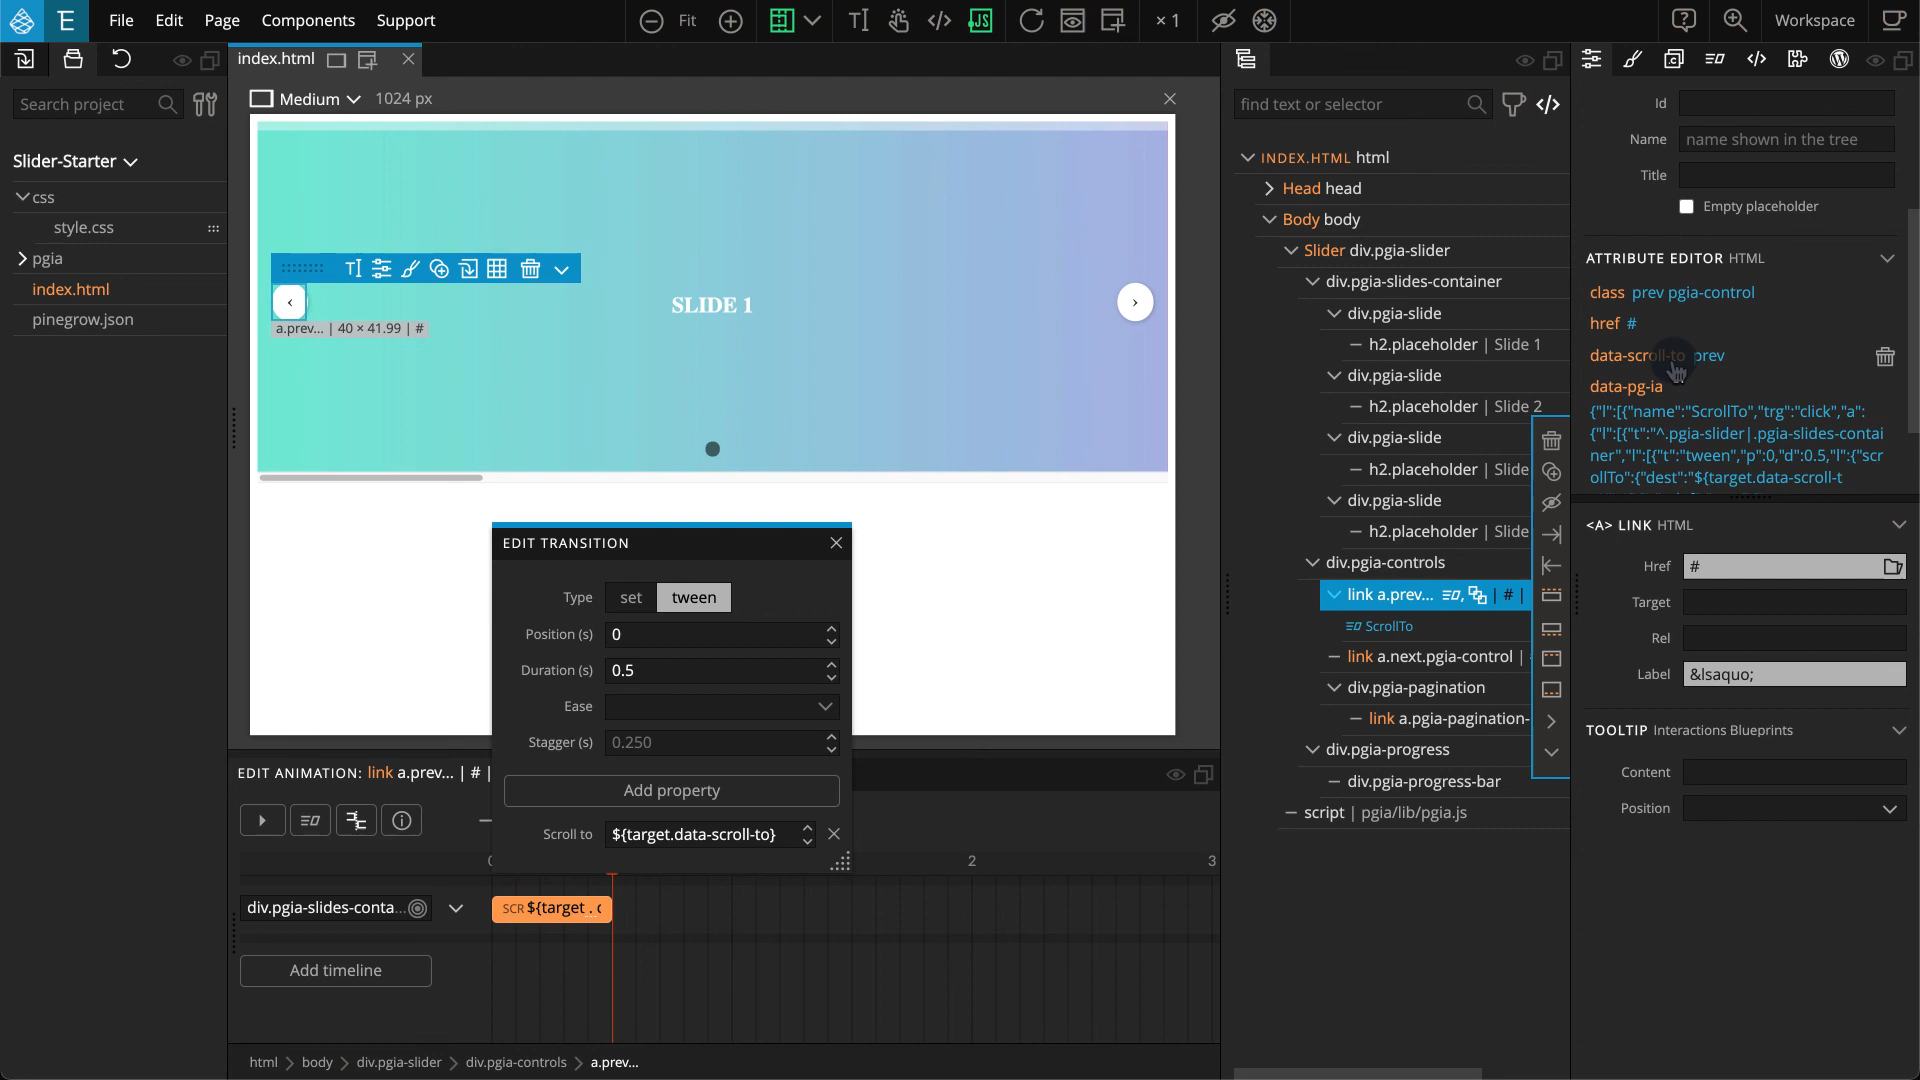 File Edit Page Components Support Fit JS × 1 Workspace
index.html
Search project
Medium 1024 px
find text or selector
Id
Name name shown in the tree
Title
Empty placeholder
Slider-Starter
css
style.css
pgia
index.html
pinegrow.json
SLIDE 1
‹
›
a.prev... | 40 × 41.99 | #
INDEX.HTML html
Head head
Body body
Slider div.pgia-slider
div.pgia-slides-container
div.pgia-slide
h2.placeholder | Slide 1
div.pgia-slide
h2.placeholder | Slide 2
div.pgia-slide
h2.placeholder | Slide
div.pgia-slide
h2.placeholder | Slide
div.pgia-controls
link a.prev... , | # |
ScrollTo
link a.next.pgia-control |
div.pgia-pagination
link a.pgia-pagination-
div.pgia-progress
div.pgia-progress-bar
script | pgia/lib/pgia.js
ATTRIBUTE EDITOR HTML
class prev pgia-control
href #
data-scroll-to prev
data-pg-ia
{"l":[{"name":"ScrollTo","trg":"click","a":
{"l":[{"t":"^.pgia-slider|.pgia-slides-contai
ner","l":[{"t":"tween","p":0,"d":0.5,"l":{"scr
ollTo":{"dest":"${target.data-scroll-t
<A> LINK HTML
Href #
Target
Rel
Label &lsaquo;
TOOLTIP Interactions Blueprints
Content
Position
EDIT TRANSITION
Type set tween
Position (s) 0
Duration (s) 0.5
Ease
Stagger (s) 0.250
Add property
Scroll to ${target.data-scroll-to}
EDIT ANIMATION: link a.prev... | # |
2 3
div.pgia-slides-conta...
SCR ${target . c
Add timeline
html body div.pgia-slider div.pgia-controls a.prev...